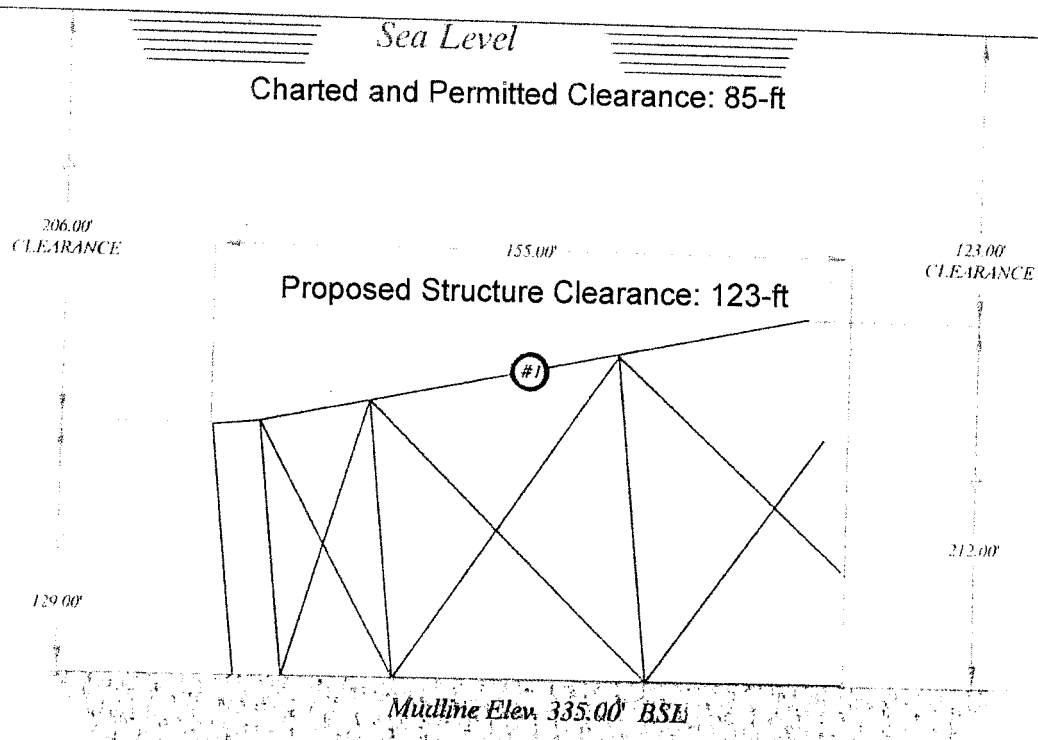 Sea Level
Charted and Permitted Clearance: 85-ft
206.00'
CLEARANCE
155.00'
123.00'
CLEARANCE
Proposed Structure Clearance: 123-ft
#1
212.00'
129.00'
Mudline Elev. 335.00' BSL